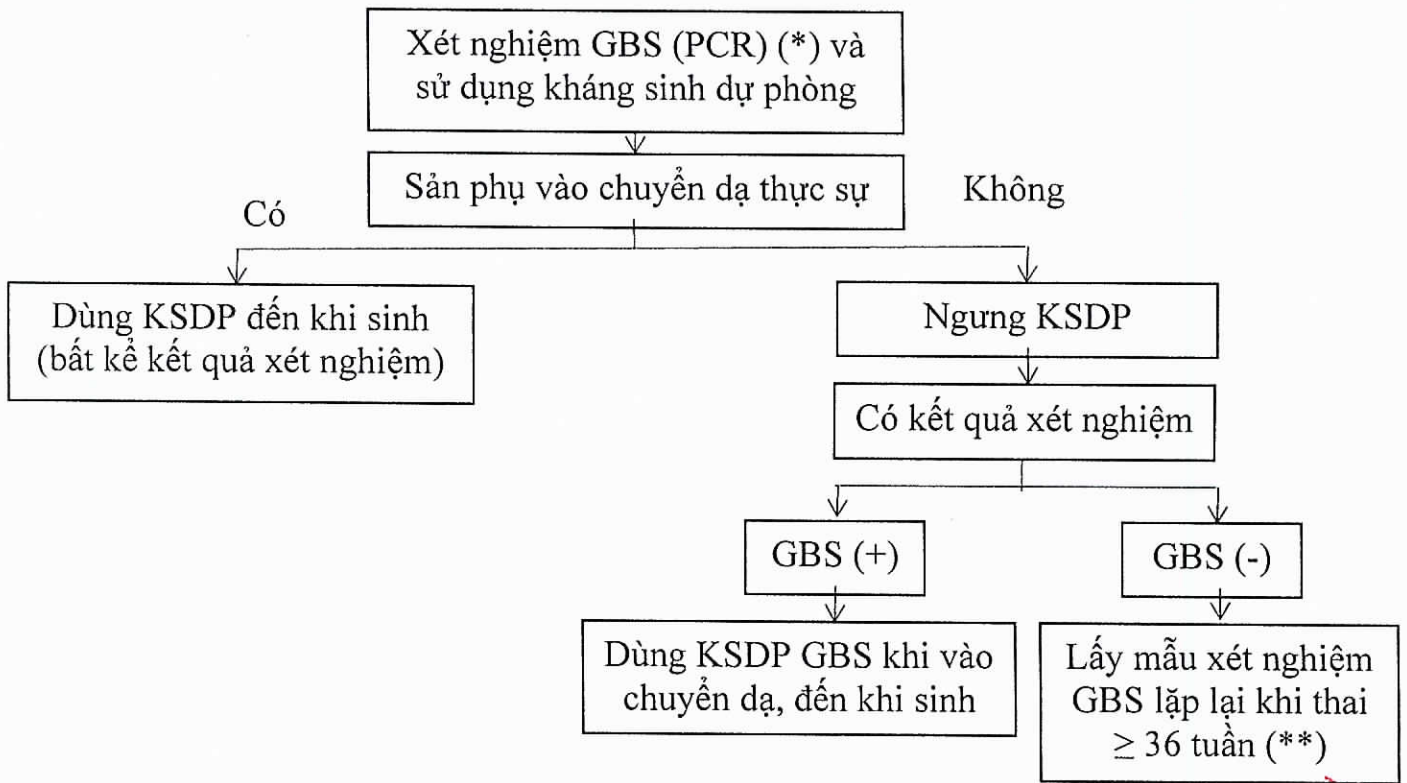 Xét nghiệm GBS (PCR) (*) và
sử dụng kháng sinh dự phòng
Sản phụ vào chuyển dạ thực sự
Có
Không
Dùng KSDP đến khi sinh
(bất kể kết quả xét nghiệm)
Ngưng KSDP
Có kết quả xét nghiệm
GBS (+)
GBS (-)
Dùng KSDP GBS khi vào
chuyển dạ, đến khi sinh
Lấy mẫu xét nghiệm
GBS lặp lại khi thai
≥ 36 tuần (**)